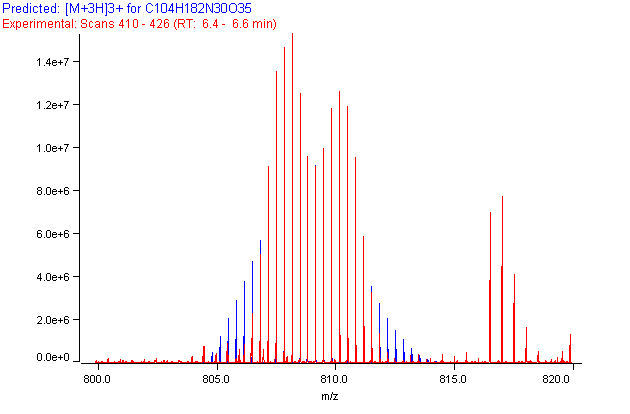 Predicted: [M+3H]3+ for C104H182N30O35
Experimental: Scans 410 - 426 (RT: 6.4 - 6.6 min)
1.4e+7
1.2e+7
1.0e+7
8.0e+6
6.0e+6
4.0e+6
2.0e+6
0.0e+0
800.0 805.0 810.0 815.0 820.0
m/z